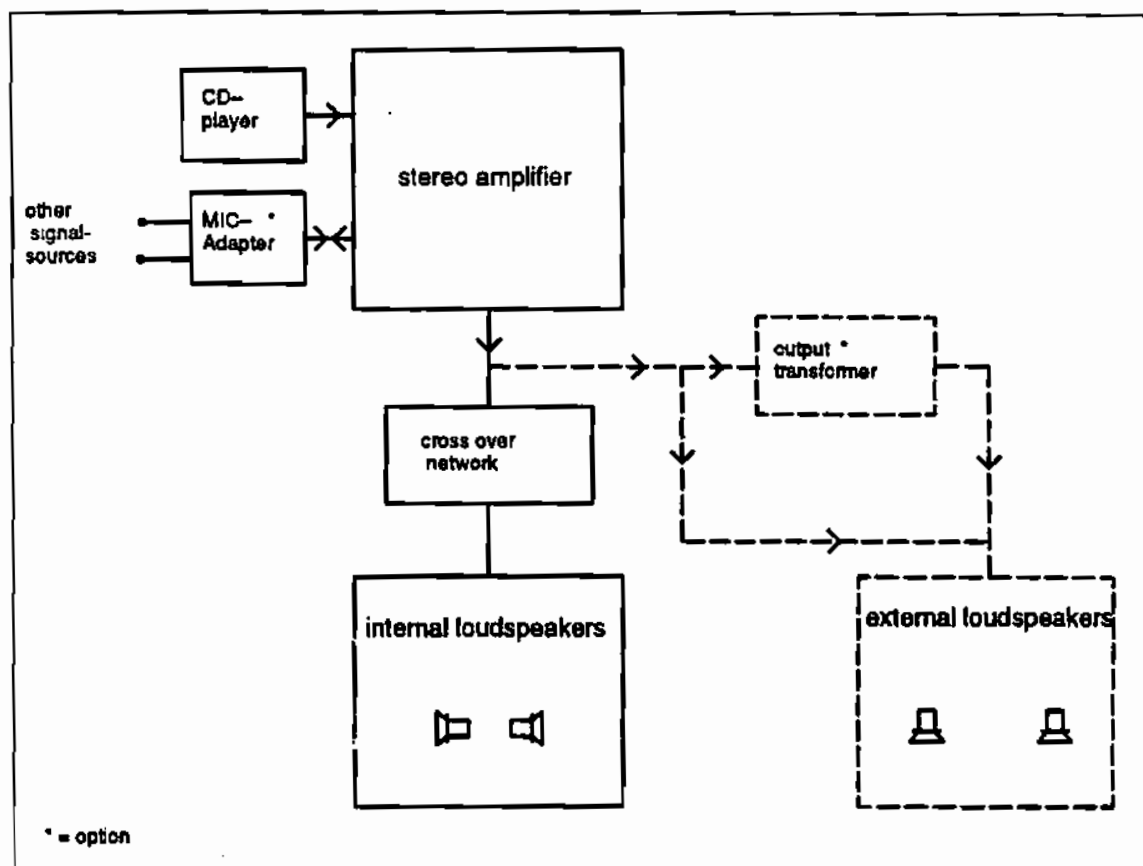 CD–
player
stereo amplifier
other
signal-
sources
MIC– *
Adapter
output *
transformer
cross over
network
internal loudspeakers
external loudspeakers
* = option